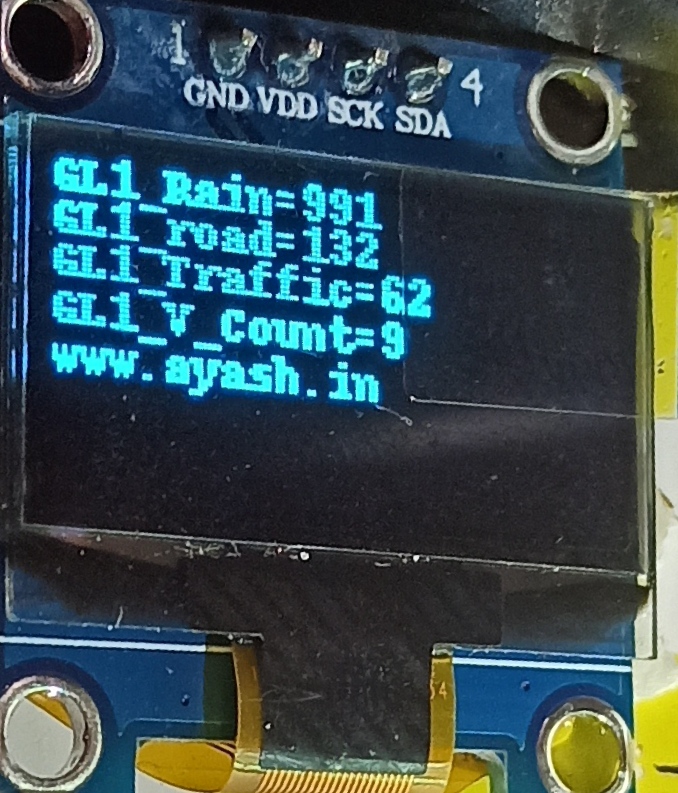 1 4
GND VDD SCK SDA
GL1_Rain=991
GL1_road=132
GL1_Traffic=62
GL1_V_Count=9
www.ayash.in